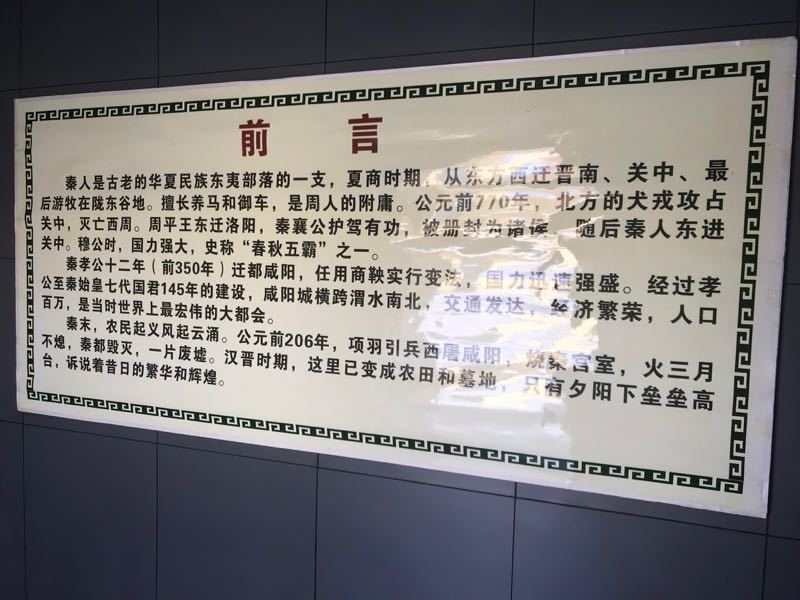 前 言
秦人是古老的华夏民族东夷部落的一支，夏商时期，从东方西迁晋南、关中、最
后游牧在陇东谷地。擅长养马和御车，是周人的附庸。公元前770年，北方的犬戎攻占
关中，灭亡西周。周平王东迁洛阳，秦襄公护驾有功，被册封为诸侯。随后秦人东进
关中。穆公时，国力强大，史称“春秋五霸”之一。
秦孝公十二年（前350年）迁都咸阳，任用商鞅实行变法，国力迅速强盛。经过孝
公至秦始皇七代国君145年的建设，咸阳城横跨渭水南北，交通发达，经济繁荣，人口
百万，是当时世界上最宏伟的大都会。
秦末，农民起义风起云涌。公元前206年，项羽引兵西屠咸阳，烧秦宫室，火三月
不熄，秦都毁灭，一片废墟。汉晋时期，这里已变成农田和墓地，只有夕阳下垒垒高
台，诉说着昔日的繁华和辉煌。